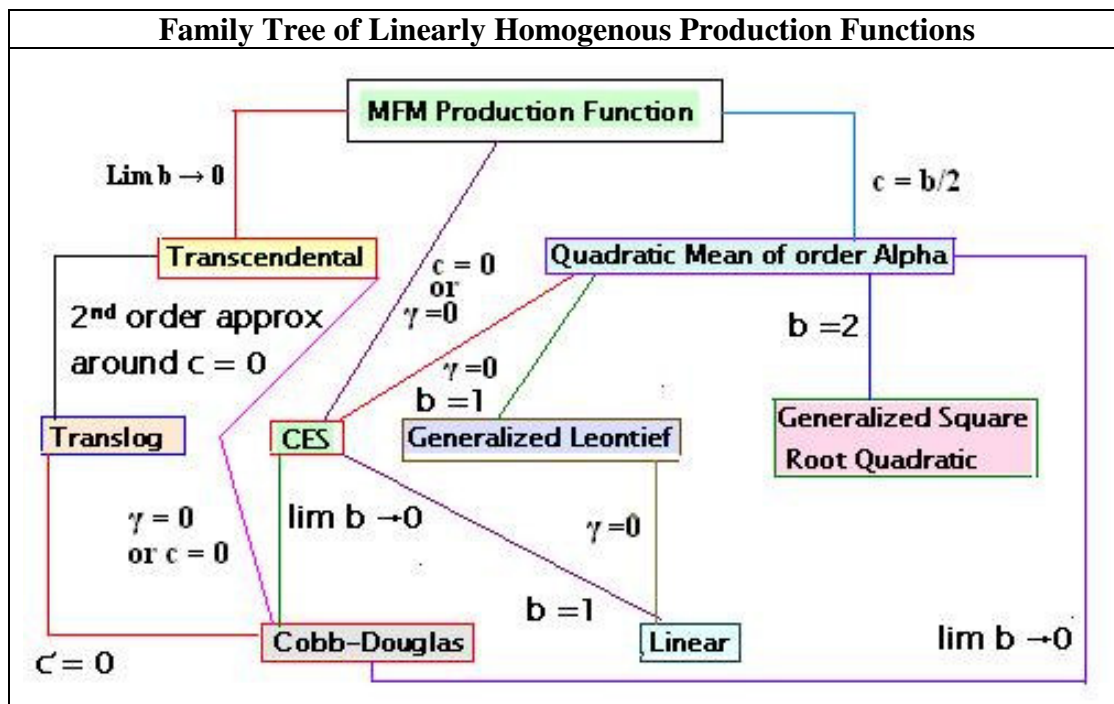 Family Tree of Linearly Homogenous Production Functions
MFM Production Function
Lim b → 0
c = b/2
Transcendental
Quadratic Mean of order Alpha
c = 0
or
γ =0
2nd order approx
around c = 0
b =2
γ =0
b =1
Translog
CES
Generalized Leontief
Generalized Square
Root Quadratic
γ = 0
or c = 0
lim b →0
γ =0
b =1
Cobb-Douglas
Linear
lim b →0
c' = 0